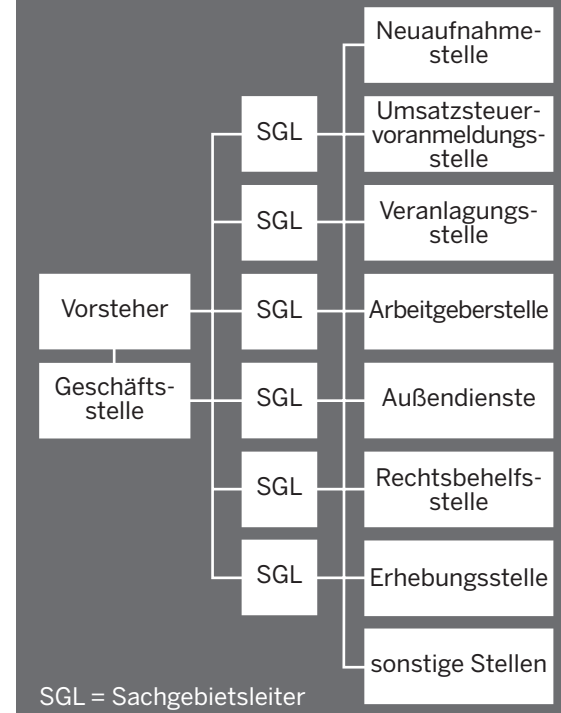 Vorsteher
Geschäfts-
stelle
SGL
SGL
SGL
SGL
SGL
SGL
Neuaufnahme-
stelle
Umsatzsteuer-
voranmeldungs-
stelle
Veranlagungs-
stelle
Arbeitgeberstelle
Außendienste
Rechtsbehelfs-
stelle
Erhebungsstelle
sonstige Stellen
SGL = Sachgebietsleiter